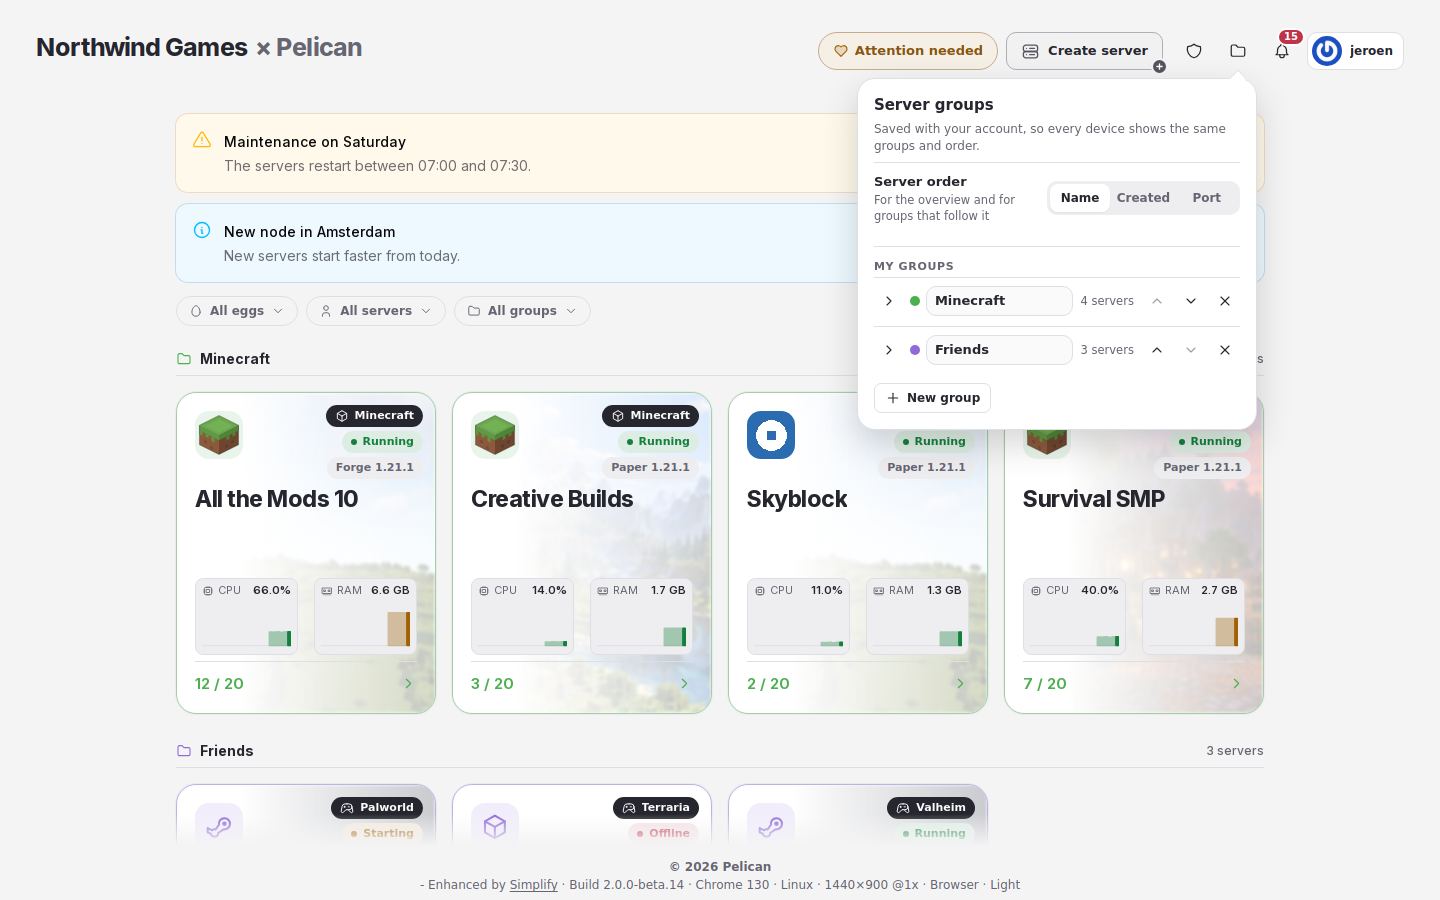 Northwind Games × Pelican
Attention needed
Create server
15
jeroen
Server groups
Saved with your account, so every device shows the same
groups and order.
Server order
For the overview and for
groups that follow it
Name
Created
Port
MY GROUPS
Minecraft
4 servers
Friends
3 servers
New group
Maintenance on Saturday
The servers restart between 07:00 and 07:30.
New node in Amsterdam
New servers start faster from today.
All eggs
All servers
All groups
Minecraft
s
Minecraft
Running
Forge 1.21.1
All the Mods 10
CPU 66.0%
RAM 6.6 GB
12 / 20
Minecraft
Running
Paper 1.21.1
Creative Builds
CPU 14.0%
RAM 1.7 GB
3 / 20
Running
Paper 1.21.1
Skyblock
CPU 11.0%
RAM 1.3 GB
2 / 20
Running
Paper 1.21.1
Survival SMP
CPU 40.0%
RAM 2.7 GB
7 / 20
Friends
3 servers
Palworld
Starting
Terraria
Offline
Valheim
Running
© 2026 Pelican
- Enhanced by Simplify · Build 2.0.0-beta.14 · Chrome 130 · Linux · 1440×900 @1x · Browser · Light